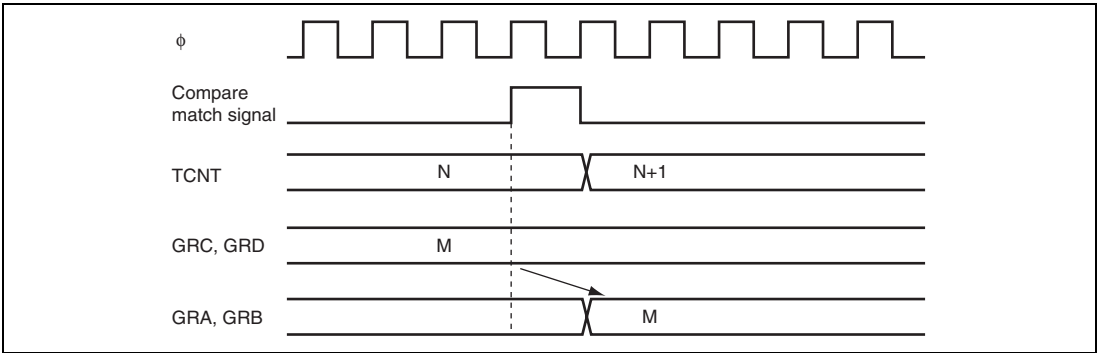 ϕ
Compare
match signal
TCNT
N
N+1
GRC, GRD
M
GRA, GRB
M